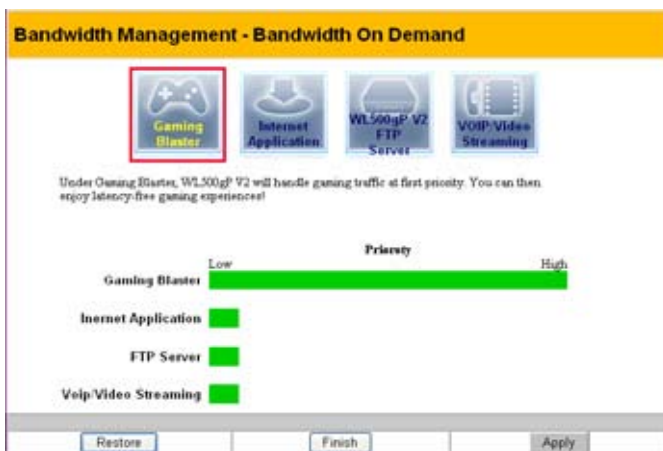 Bandwidth Management - Bandwidth On Demand
Gaming
Blaster
Internet
Application
WL500gP V2
FTP
Server
VOIP/Video
Streaming
Under Gaming Blaster, WL500gP V2 will handle gaming traffic at first priority. You can then
enjoy latency-free gaming experiences!
Priority
Low
High
Gaming Blaster
Inernet Application
FTP Server
Voip/Video Streaming
Restore
Finish
Apply